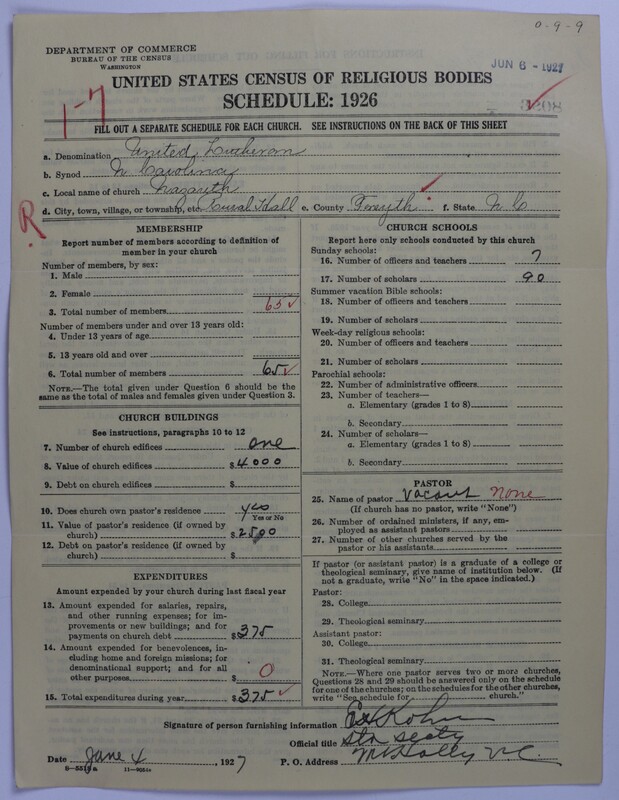 0-9-9
DEPARTMENT OF COMMERCE
BUREAU OF THE CENSUS
WASHINGTON
JUN 6 - 1927
1-7
UNITED STATES CENSUS OF RELIGIOUS BODIES
SCHEDULE: 1926
FILL OUT A SEPARATE SCHEDULE FOR EACH CHURCH. SEE INSTRUCTIONS ON THE BACK OF THIS SHEET
a. Denomination United Lutheran
b. Synod N Carolina
c. Local name of church Nazareth
d. City, town, village, or township, etc. Rural Hall e. County Forsyth f. State N C
R
MEMBERSHIP
Report number of members according to definition of
member in your church
Number of members, by sex:
1. Male
2. Female
3. Total number of members 65 ✓
Number of members under and over 13 years old:
4. Under 13 years of age
5. 13 years old and over
6. Total number of members 65 ✓
NOTE.—The total given under Question 6 should be the
same as the total of males and females given under Question 3.
CHURCH BUILDINGS
See instructions, paragraphs 10 to 12
7. Number of church edifices one
8. Value of church edifices $ 4000
9. Debt on church edifices $
10. Does church own pastor's residence yes
Yes or No
11. Value of pastor's residence (if owned by
church) $ 2500
12. Debt on pastor's residence (if owned by
church) $
EXPENDITURES
Amount expended by your church during last fiscal year
13. Amount expended for salaries, repairs,
and other running expenses; for im-
provements or new buildings; and for
payments on church debt $ 375
14. Amount expended for benevolences, in-
cluding home and foreign missions; for
denominational support; and for all
other purposes $ 0
15. Total expenditures during year $ 375 ✓
CHURCH SCHOOLS
Report here only schools conducted by this church
Sunday schools:
16. Number of officers and teachers 7
17. Number of scholars 90
Summer vacation Bible schools:
18. Number of officers and teachers
19. Number of scholars
Week-day religious schools:
20. Number of officers and teachers
21. Number of scholars
Parochial schools:
22. Number of administrative officers
23. Number of teachers—
a. Elementary (grades 1 to 8)
b. Secondary
24. Number of scholars—
a. Elementary (grades 1 to 8)
b. Secondary
PASTOR
25. Name of pastor Vacant None
(If church has no pastor, write "None")
26. Number of ordained ministers, if any, em-
ployed as assistant pastors
27. Number of other churches served by the
pastor or his assistants
If pastor (or assistant pastor) is a graduate of a college or
theological seminary, give name of institution below. (If
not a graduate, write "No" in the space indicated.)
Pastor:
28. College
29. Theological seminary
Assistant pastor:
30. College
31. Theological seminary
NOTE.—Where one pastor serves two or more churches,
Questions 28 and 29 should be answered only on the schedule
for one of the churches; on the schedules for the other churches,
write "See schedule for church."
Signature of person furnishing information Kohn
Official title Sta Secty
Date June 4, 1927 P. O. Address Mt Holly N.C.
8-551a 11-9051a